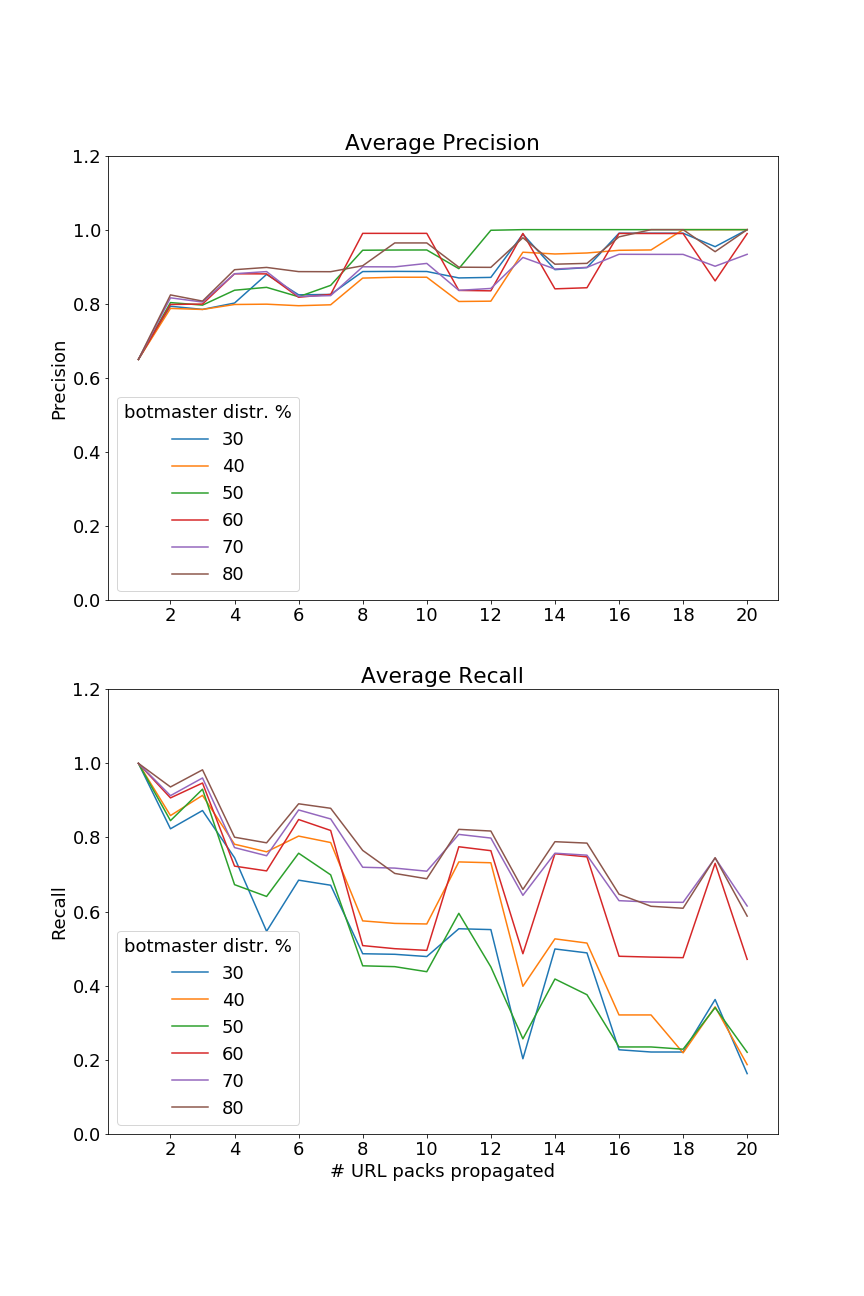 Average Precision
1.2
1.0
0.8
0.6
0.4
0.2
0.0
Precision
botmaster distr. %
30
40
50
60
70
80
2 4 6 8 10 12 14 16 18 20
Average Recall
1.2
1.0
0.8
0.6
0.4
0.2
0.0
Recall
botmaster distr. %
30
40
50
60
70
80
2 4 6 8 10 12 14 16 18 20
# URL packs propagated